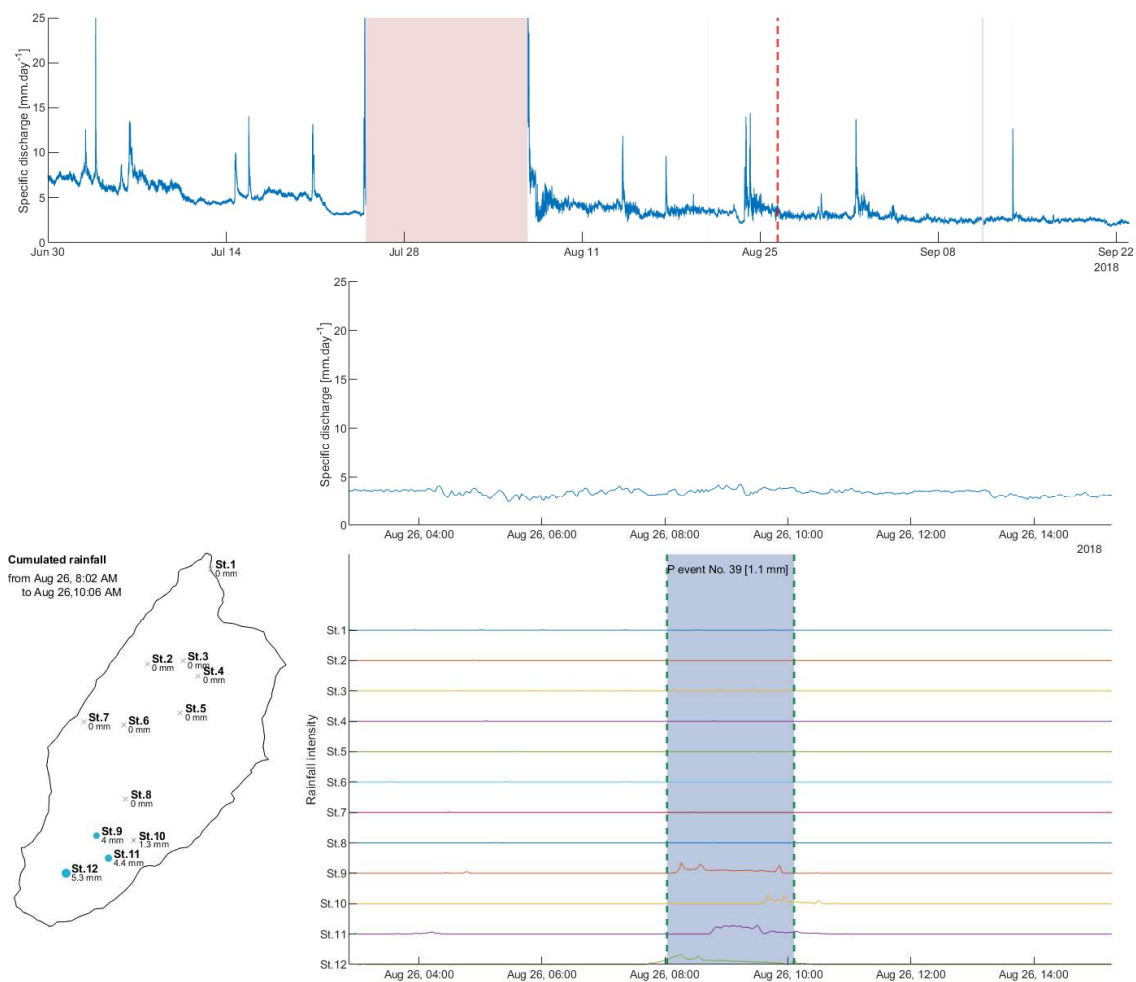 25
20
15
10
5
0
Specific discharge [mm.day⁻¹]
Jun 30
Jul 14
Jul 28
Aug 11
Aug 25
Sep 08
Sep 22
2018
25
20
15
10
5
0
Specific discharge [mm.day⁻¹]
Aug 26, 04:00
Aug 26, 06:00
Aug 26, 08:00
Aug 26, 10:00
Aug 26, 12:00
Aug 26, 14:00
2018
Cumulated rainfall
from Aug 26, 8:02 AM
to Aug 26,10:06 AM
St.1
0 mm
St.2
0 mm
St.3
0 mm
St.4
0 mm
St.5
0 mm
St.6
0 mm
St.7
0 mm
St.8
0 mm
St.9
4 mm
St.10
1.3 mm
St.11
4.4 mm
St.12
5.3 mm
P event No. 39 [1.1 mm]
Rainfall intensity
St.1
St.2
St.3
St.4
St.5
St.6
St.7
St.8
St.9
St.10
St.11
St.12
Aug 26, 04:00
Aug 26, 06:00
Aug 26, 08:00
Aug 26, 10:00
Aug 26, 12:00
Aug 26, 14:00